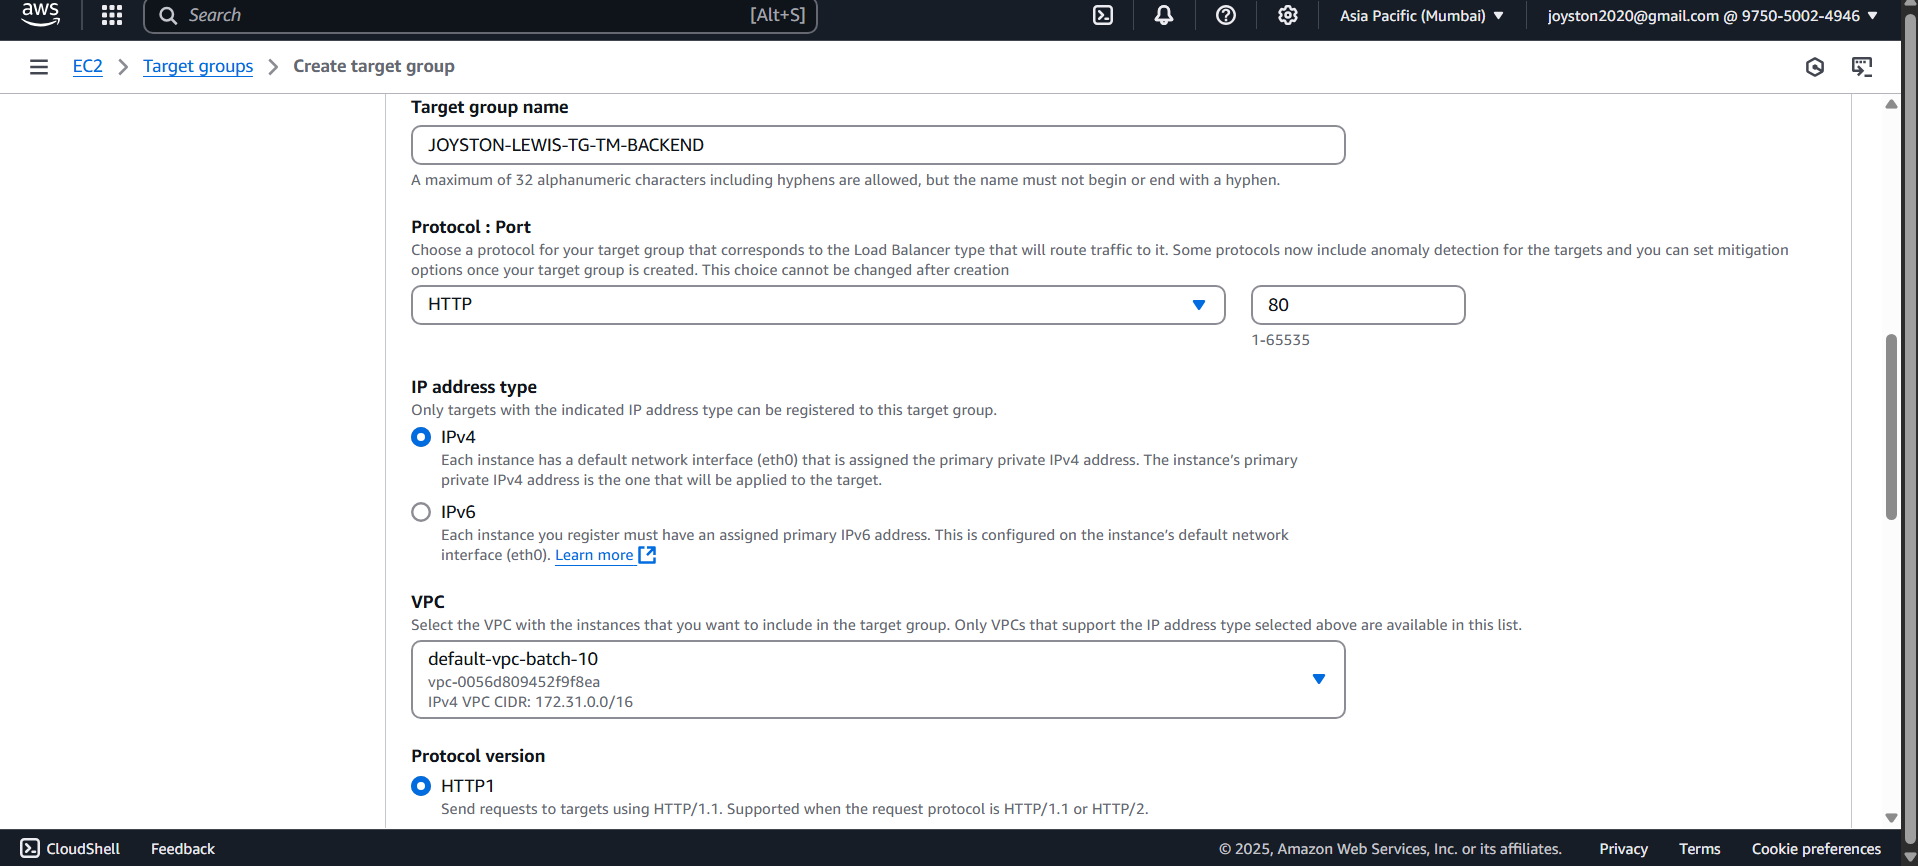 aws
Search [Alt+S]
Asia Pacific (Mumbai)
joyston2020@gmail.com @ 9750-5002-4946
EC2
Target groups
Create target group
Target group name
JOYSTON-LEWIS-TG-TM-BACKEND
A maximum of 32 alphanumeric characters including hyphens are allowed, but the name must not begin or end with a hyphen.
Protocol : Port
Choose a protocol for your target group that corresponds to the Load Balancer type that will route traffic to it. Some protocols now include anomaly detection for the targets and you can set mitigation
options once your target group is created. This choice cannot be changed after creation
HTTP
80
1-65535
IP address type
Only targets with the indicated IP address type can be registered to this target group.
IPv4
Each instance has a default network interface (eth0) that is assigned the primary private IPv4 address. The instance's primary
private IPv4 address is the one that will be applied to the target.
IPv6
Each instance you register must have an assigned primary IPv6 address. This is configured on the instance's default network
interface (eth0). Learn more
VPC
Select the VPC with the instances that you want to include in the target group. Only VPCs that support the IP address type selected above are available in this list.
default-vpc-batch-10
vpc-0056d809452f9f8ea
IPv4 VPC CIDR: 172.31.0.0/16
Protocol version
HTTP1
Send requests to targets using HTTP/1.1. Supported when the request protocol is HTTP/1.1 or HTTP/2.
CloudShell
Feedback
© 2025, Amazon Web Services, Inc. or its affiliates.
Privacy
Terms
Cookie preferences